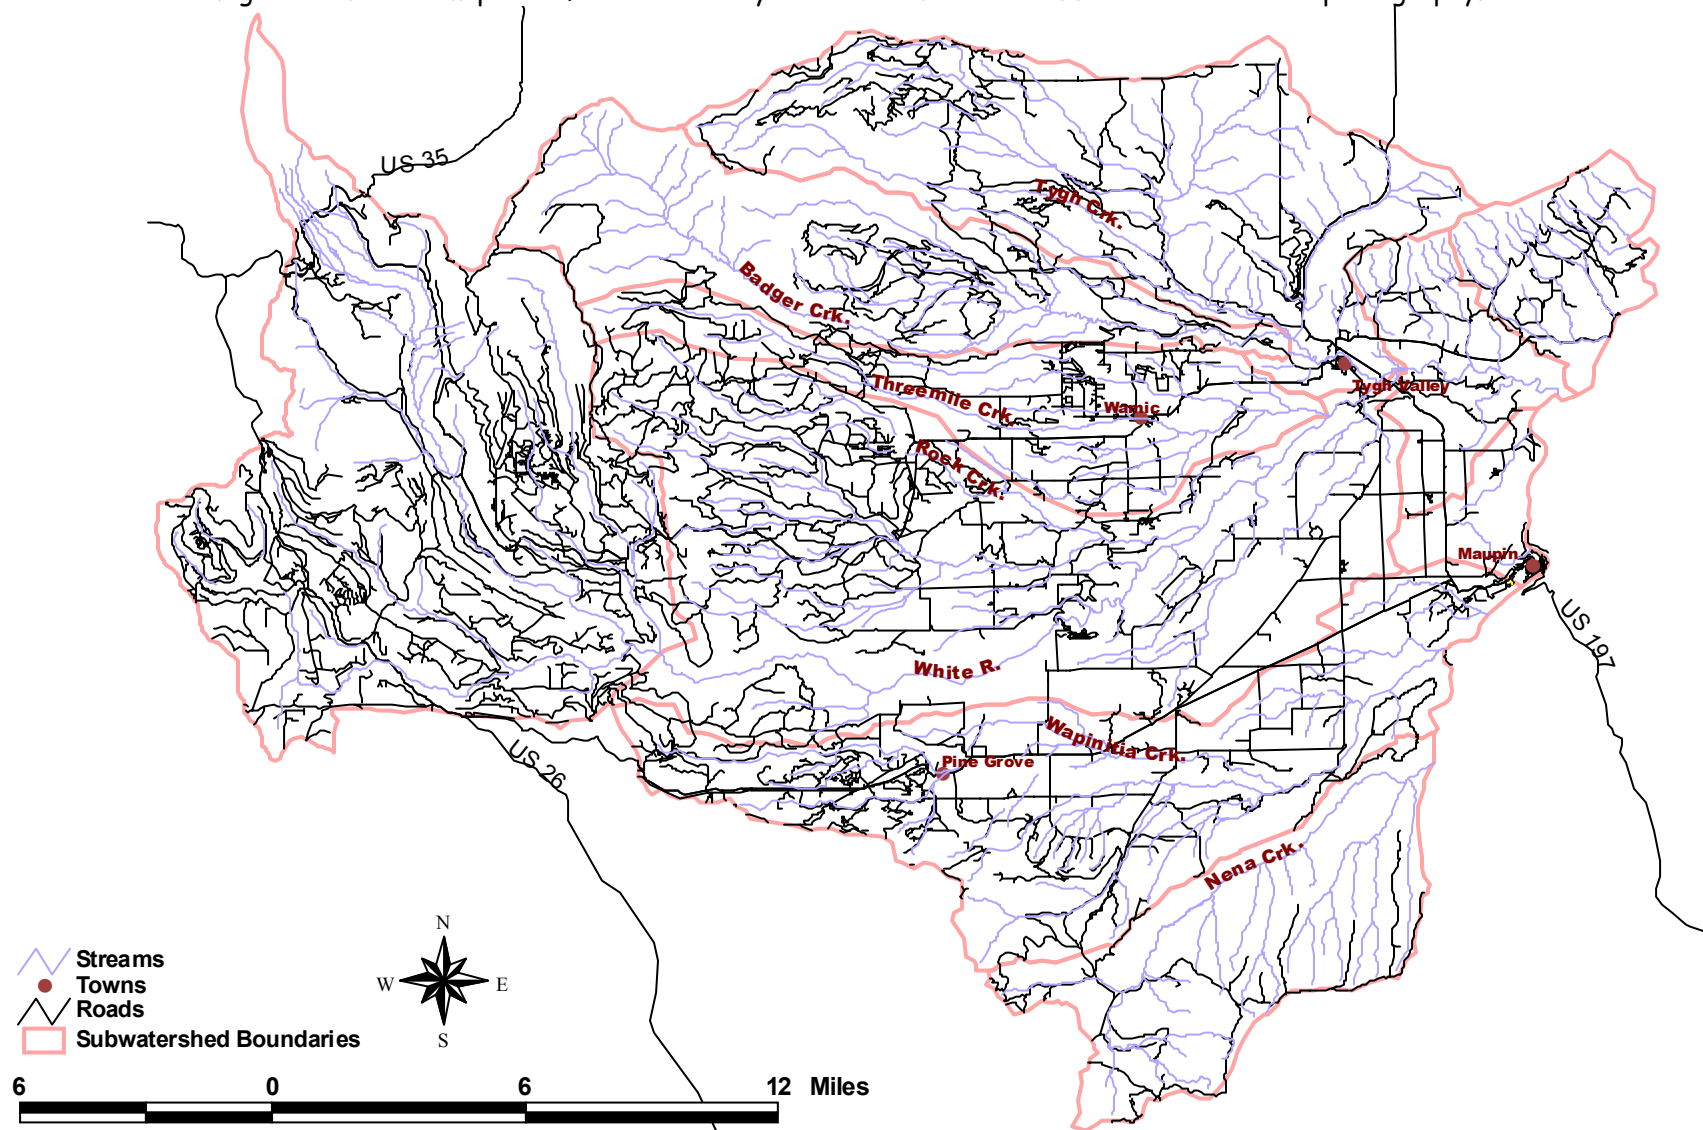 US 35
Tygh Crk.
Badger Crk.
Threemile Crk.
Tygh Valley
Wamic
Rock Crk.
Maupin
US 197
White R.
Wapinitia Crk.
US 26
Pine Grove
Nena Crk.
N
W E
S
Streams
Towns
Roads
Subwatershed Boundaries
6 0 6 12 Miles